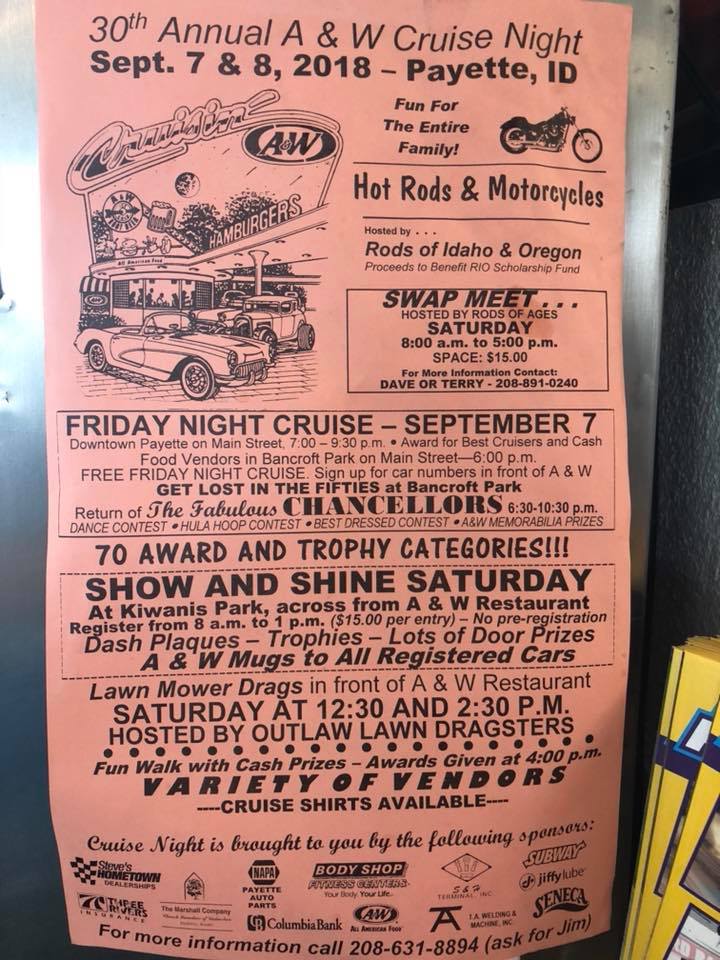 30th Annual A & W Cruise Night
Sept. 7 & 8, 2018 – Payette, ID
Cruisin'
A&W
HAMBURGERS
All American Food
Fun For
The Entire
Family!
Hot Rods & Motorcycles
Hosted by . . .
Rods of Idaho & Oregon
Proceeds to Benefit RIO Scholarship Fund
SWAP MEET . . .
HOSTED BY RODS OF AGES
SATURDAY
8:00 a.m. to 5:00 p.m.
SPACE: $15.00
For More Information Contact:
DAVE OR TERRY - 208-891-0240
FRIDAY NIGHT CRUISE – SEPTEMBER 7
Downtown Payette on Main Street, 7:00 – 9:30 p.m. • Award for Best Cruisers and Cash
Food Vendors in Bancroft Park on Main Street—6:00 p.m.
FREE FRIDAY NIGHT CRUISE. Sign up for car numbers in front of A & W
GET LOST IN THE FIFTIES at Bancroft Park
Return of The Fabulous CHANCELLORS 6:30-10:30 p.m.
DANCE CONTEST • HULA HOOP CONTEST • BEST DRESSED CONTEST • A&W MEMORABILIA PRIZES
70 AWARD AND TROPHY CATEGORIES!!!
SHOW AND SHINE SATURDAY
At Kiwanis Park, across from A & W Restaurant
Register from 8 a.m. to 1 p.m. ($15.00 per entry) – No pre-registration
Dash Plaques – Trophies – Lots of Door Prizes
A & W Mugs to All Registered Cars
Lawn Mower Drags in front of A & W Restaurant
SATURDAY AT 12:30 AND 2:30 P.M.
HOSTED BY OUTLAW LAWN DRAGSTERS
Fun Walk with Cash Prizes – Awards Given at 4:00 p.m.
VARIETY OF VENDORS
----CRUISE SHIRTS AVAILABLE----
Cruise Night is brought to you by the following sponsors:
Steve's
HOMETOWN
DEALERSHIPS
THREE
RIVERS
INSURANCE
The Marshall Company
NAPA
PAYETTE
AUTO
PARTS
BODY SHOP
FITNESS CENTERS
Your Body. Your Life.
Columbia Bank
A&W
ALL AMERICAN FOOD
S & H
TERMINAL, INC.
T.A. WELDING &
MACHINE, INC.
SUBWAY
jiffy lube
SENECA
For more information call 208-631-8894 (ask for Jim)